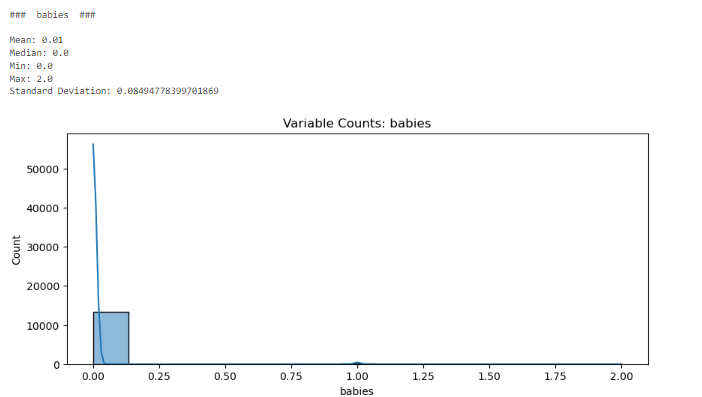 ### babies ###
Mean: 0.01
Median: 0.0
Min: 0.0
Max: 2.0
Standard Deviation: 0.08494778399701869
Variable Counts: babies
50000
40000
30000
20000
10000
0
Count
0.00 0.25 0.50 0.75 1.00 1.25 1.50 1.75 2.00
babies